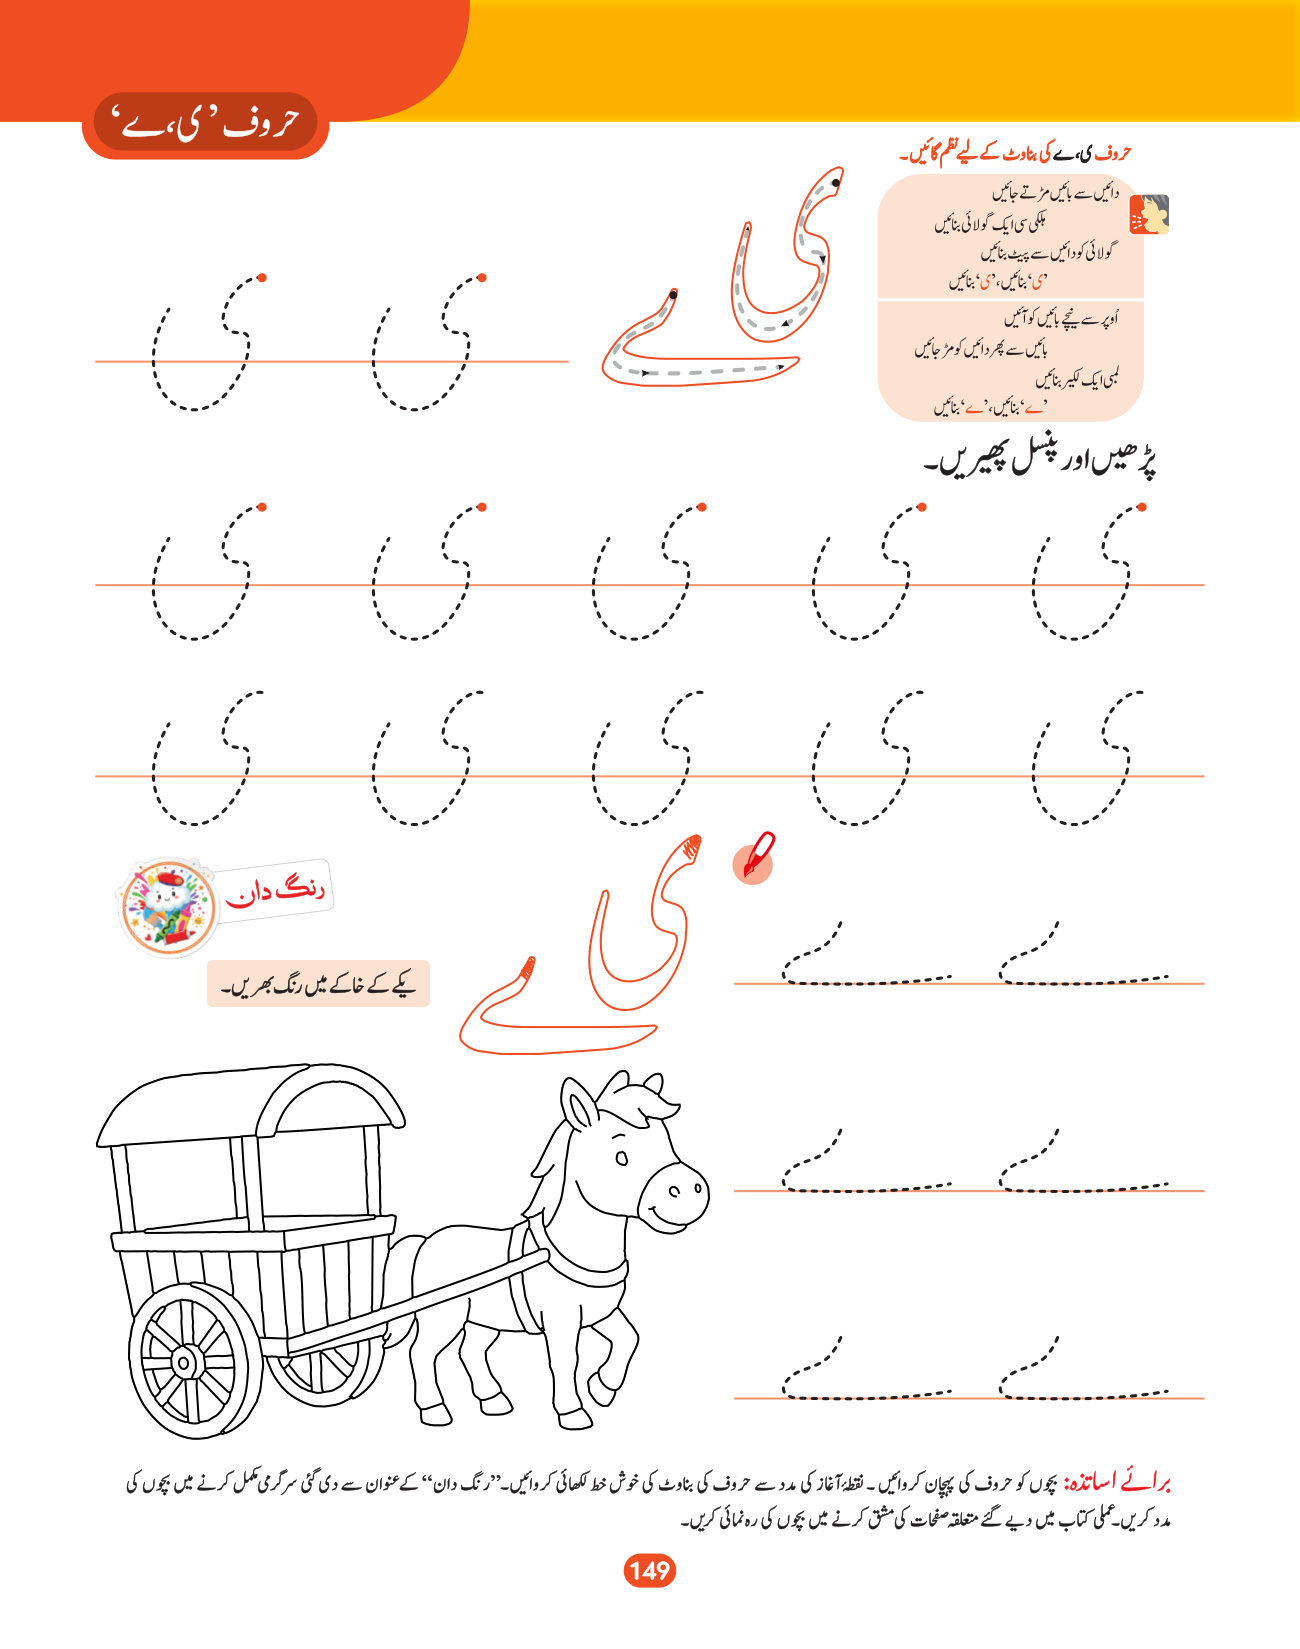 حروف ’ی، ے‘
حروف ی، ے کی بناوٹ کے لیے نظم گائیں۔
دائیں سے بائیں مڑتے جائیں
ہلکی سی ایک گولائی بنائیں
گولائی کو دائیں سے پیٹ بنائیں
’ی‘ بنائیں، ’ی‘ بنائیں
اُوپر سے نیچے بائیں کو آئیں
بائیں سے پھر دائیں کو مڑ جائیں
لمبی ایک لکیر بنائیں
’ے‘ بنائیں، ’ے‘ بنائیں
ی ے
ی ی
پڑھیں اور پنسل پھیریں۔
ی ی ی ی ی
ی ی ی ی ی
ی ے
رنگ دان
یکے کے خاکے میں رنگ بھریں۔
ے ے
ے ے
ے ے
برائے اساتذہ: بچوں کو حروف کی پہچان کروائیں۔ نقطۂ آغاز کی مدد سے حروف کی بناوٹ کی خوش خط لکھائی کروائیں۔ ”رنگ دان“ کے عنوان سے دی گئی سرگرمی مکمل کرنے میں بچوں کی
مدد کریں۔ عملی کتاب میں دیے گئے متعلقہ صفحات کی مشق کرنے میں بچوں کی رہ نمائی کریں۔
149